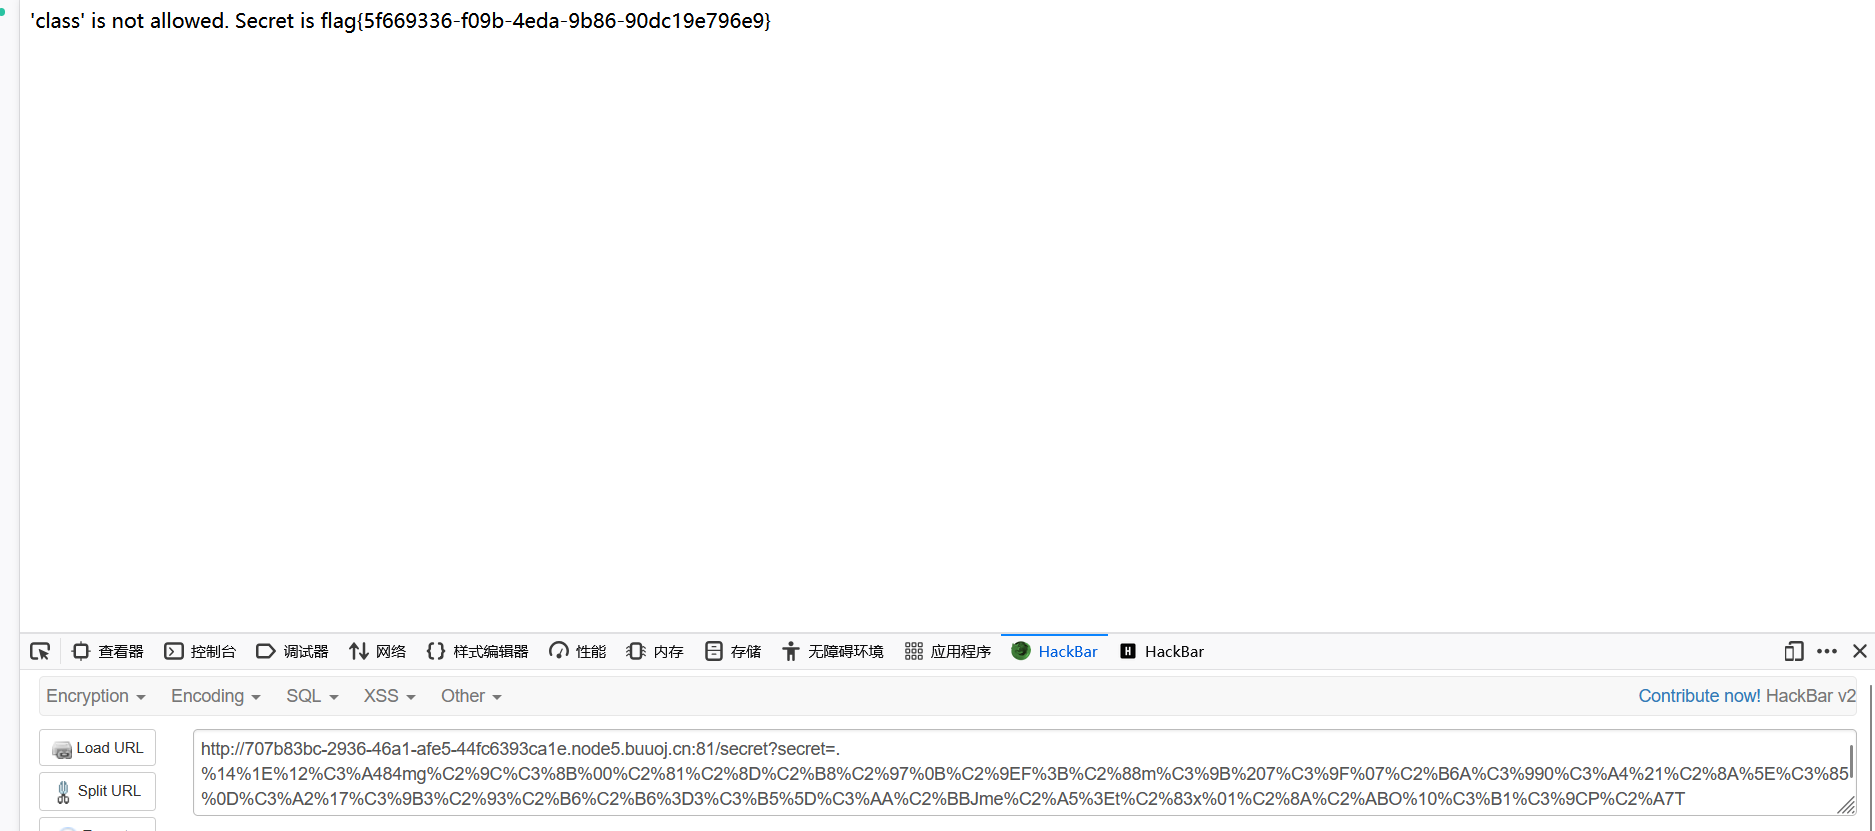 'class' is not allowed. Secret is flag{5f669336-f09b-4eda-9b86-90dc19e796e9}
查看器 控制台 调试器 网络 样式编辑器 性能 内存 存储 无障碍环境 应用程序 HackBar HackBar
Encryption Encoding SQL XSS Other Contribute now! HackBar v2
Load URL
Split URL
http://707b83bc-2936-46a1-afe5-44fc6393ca1e.node5.buuoj.cn:81/secret?secret=.
%14%1E%12%C3%A484mg%C2%9C%C3%8B%00%C2%81%C2%8D%C2%B8%C2%97%0B%C2%9EF%3B%C2%88m%C3%9B%207%C3%9F%07%C2%B6A%C3%990%C3%A4%21%C2%8A%5E%C3%85
%0D%C3%A2%17%C3%9B3%C2%93%C2%B6%C2%B6%3D3%C3%B5%5D%C3%AA%C2%BBJme%C2%A5%3Et%C2%83x%01%C2%8A%C2%ABO%10%C3%B1%C3%9CP%C2%A7T